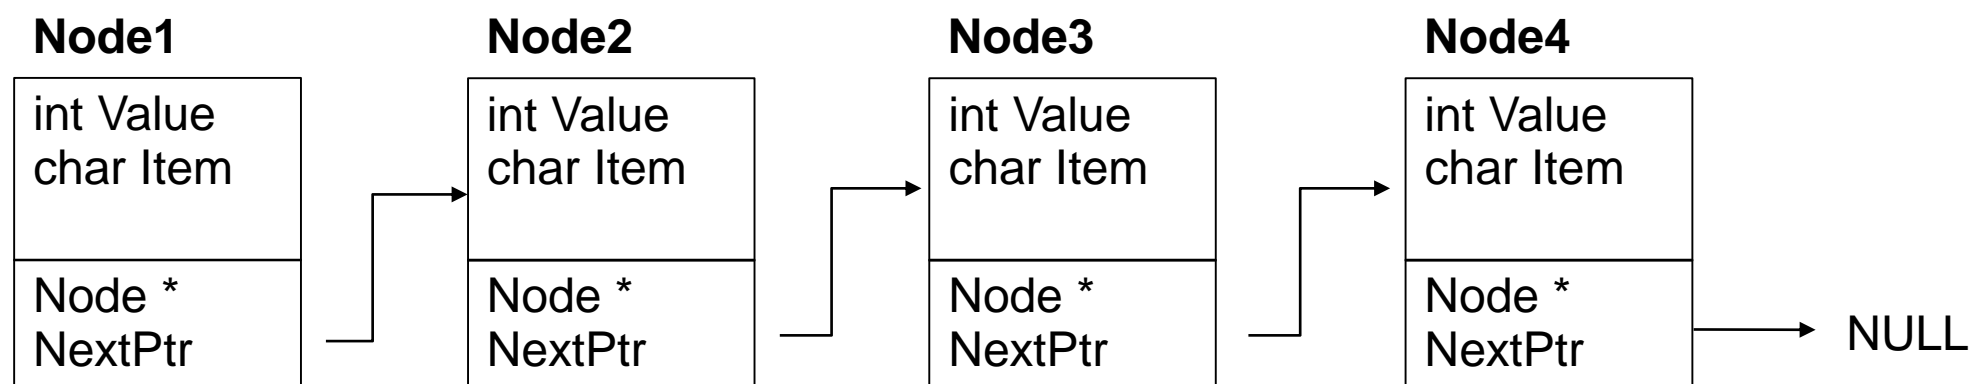 Node1
int Value
char Item
Node *
NextPtr
Node2
int Value
char Item
Node *
NextPtr
Node3
int Value
char Item
Node *
NextPtr
Node4
int Value
char Item
Node *
NextPtr
NULL